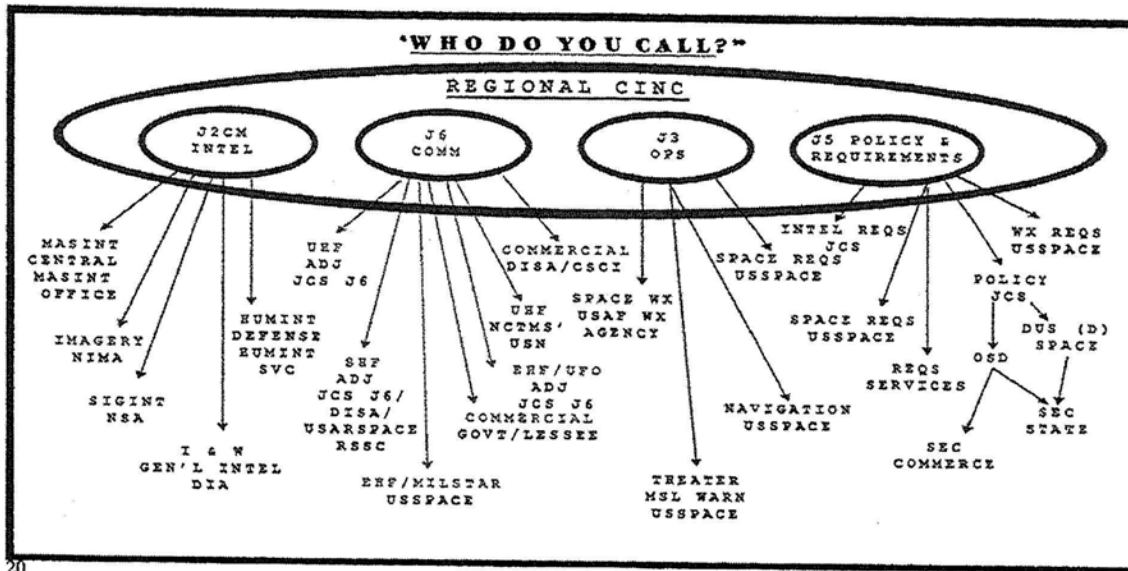 "WHO DO YOU CALL?"
REGIONAL CINC
J2CM
INTEL
J6
COMM
J3
OPS
J5 POLICY &
REQUIREMENTS
MASINT
CENTRAL
MASINT
OFFICE
IMAGERY
NIMA
SIGINT
NSA
I & W
GEN'L INTEL
DIA
HUMINT
DEFENSE
HUMINT
SVC
UHF
ADJ
JCS J6
SHF
ADJ
JCS J6/
DISA/
USARSPACE
RSSC
EHF/MILSTAR
USSPACE
COMMERCIAL
GOVT/LESSEE
EHF/UFO
ADJ
JCS J6
UHF
NCTMS'
USN
COMMERCIAL
DISA/CSCI
SPACE WX
USAF WX
AGENCY
THEATER
MSL WARN
USSPACE
NAVIGATION
USSPACE
SPACE REQS
USSPACE
INTEL REQS
JCS
SPACE REQS
USSPACE
REQS
SERVICES
POLICY
JCS
OSD
DUS (D)
SPACE
SEC
STATE
SEC
COMMERCE
WX REQS
USSPACE
20